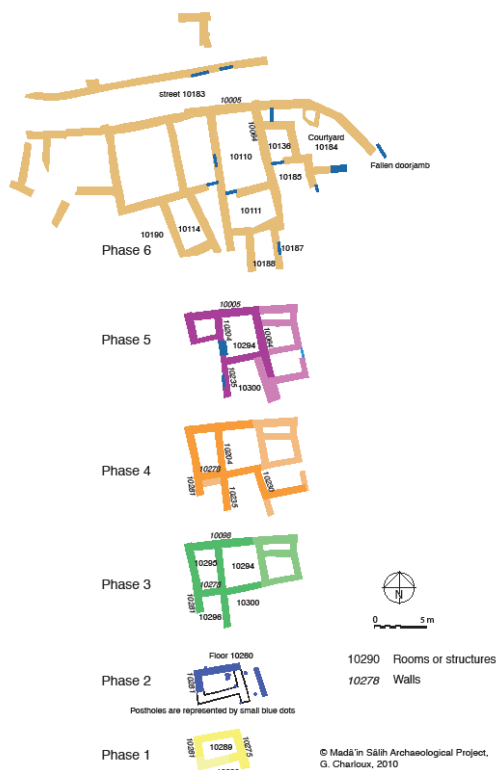 street 10183
10005
10064
Courtyard
10184
10136
Fallen doorjamb
10110
10185
10111
10114
10190
10187
Phase 6
10188
10005
10204
10064
Phase 5
10294
10235
10300
10204
Phase 4
10278
10281
10235
10230
10098
10295
10294
Phase 3
10278
10281
10300
10296
N
0 5 m
Floor 10260
10290 Rooms or structures
Phase 2
10281
10278 Walls
Postholes are represented by small blue dots
Phase 1
10281
10289
10275
© Madâ'in Sâlih Archaeological Project,
G. Charloux, 2010